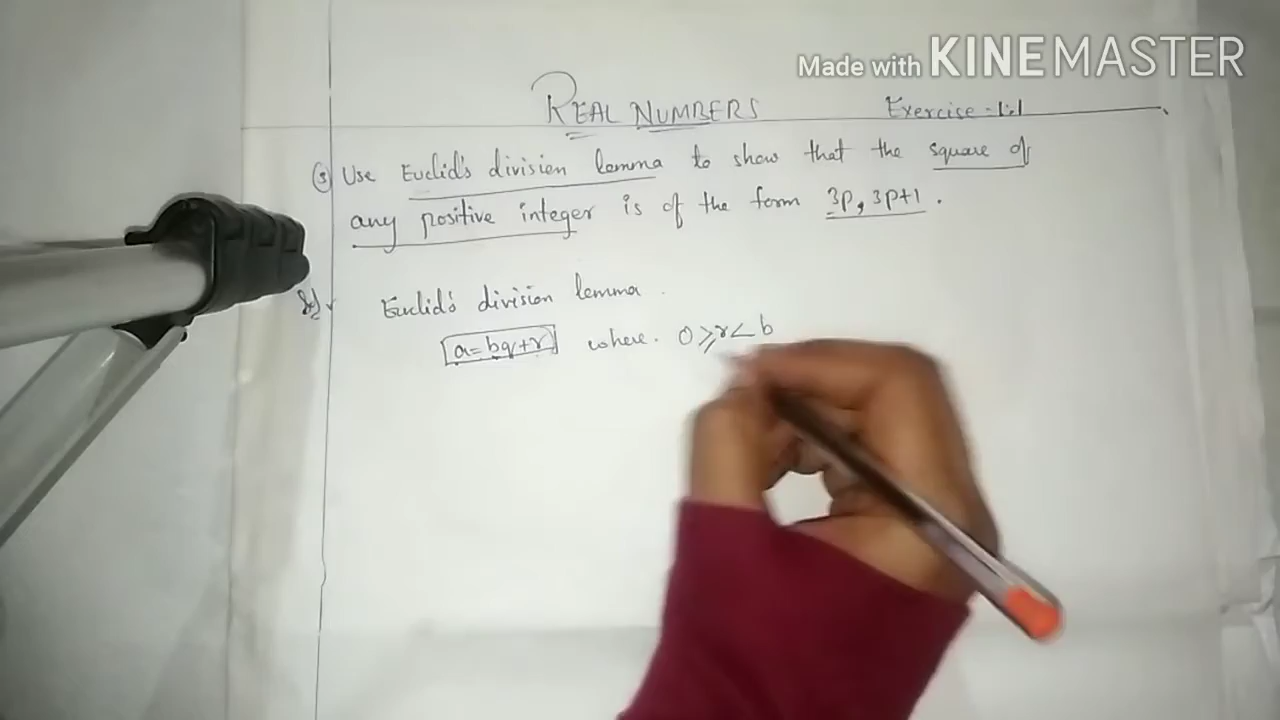 Made with KINEMASTER
REAL NUMBERS Exercise - 1.1
③ Use Euclid's division lemma to show that the square of
any positive integer is of the form 3p, 3p+1.
Sol Euclid's division lemma.
a=bq+r where. 0≥r<b